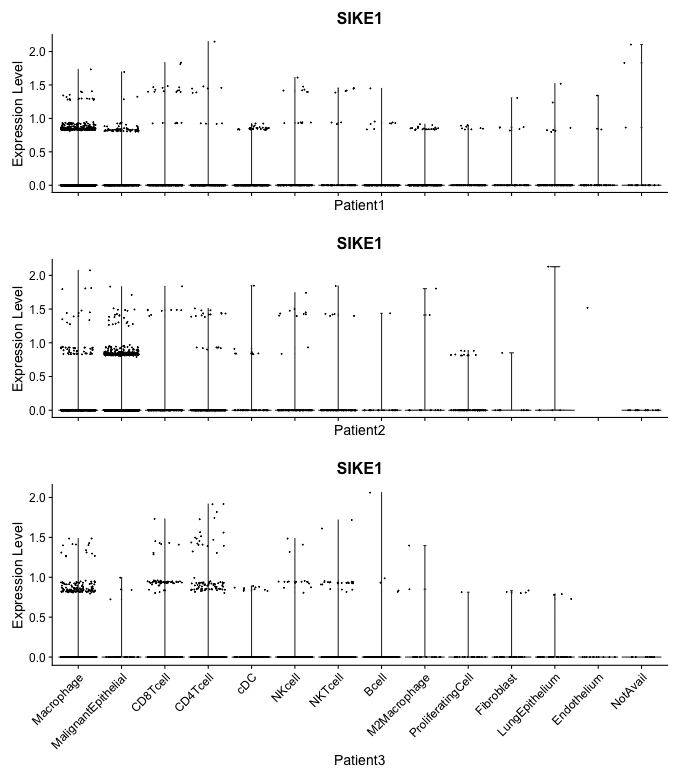 SIKE1
Expression Level
2.0
1.5
1.0
0.5
0.0
Patient1
SIKE1
Expression Level
2.0
1.5
1.0
0.5
0.0
Patient2
SIKE1
Expression Level
2.0
1.5
1.0
0.5
0.0
Macrophage
MalignantEpithelial
CD8Tcell
CD4Tcell
cDC
NKcell
NKTcell
Bcell
M2Macrophage
ProliferatingCell
Fibroblast
LungEpithelium
Endothelium
NotAvail
Patient3